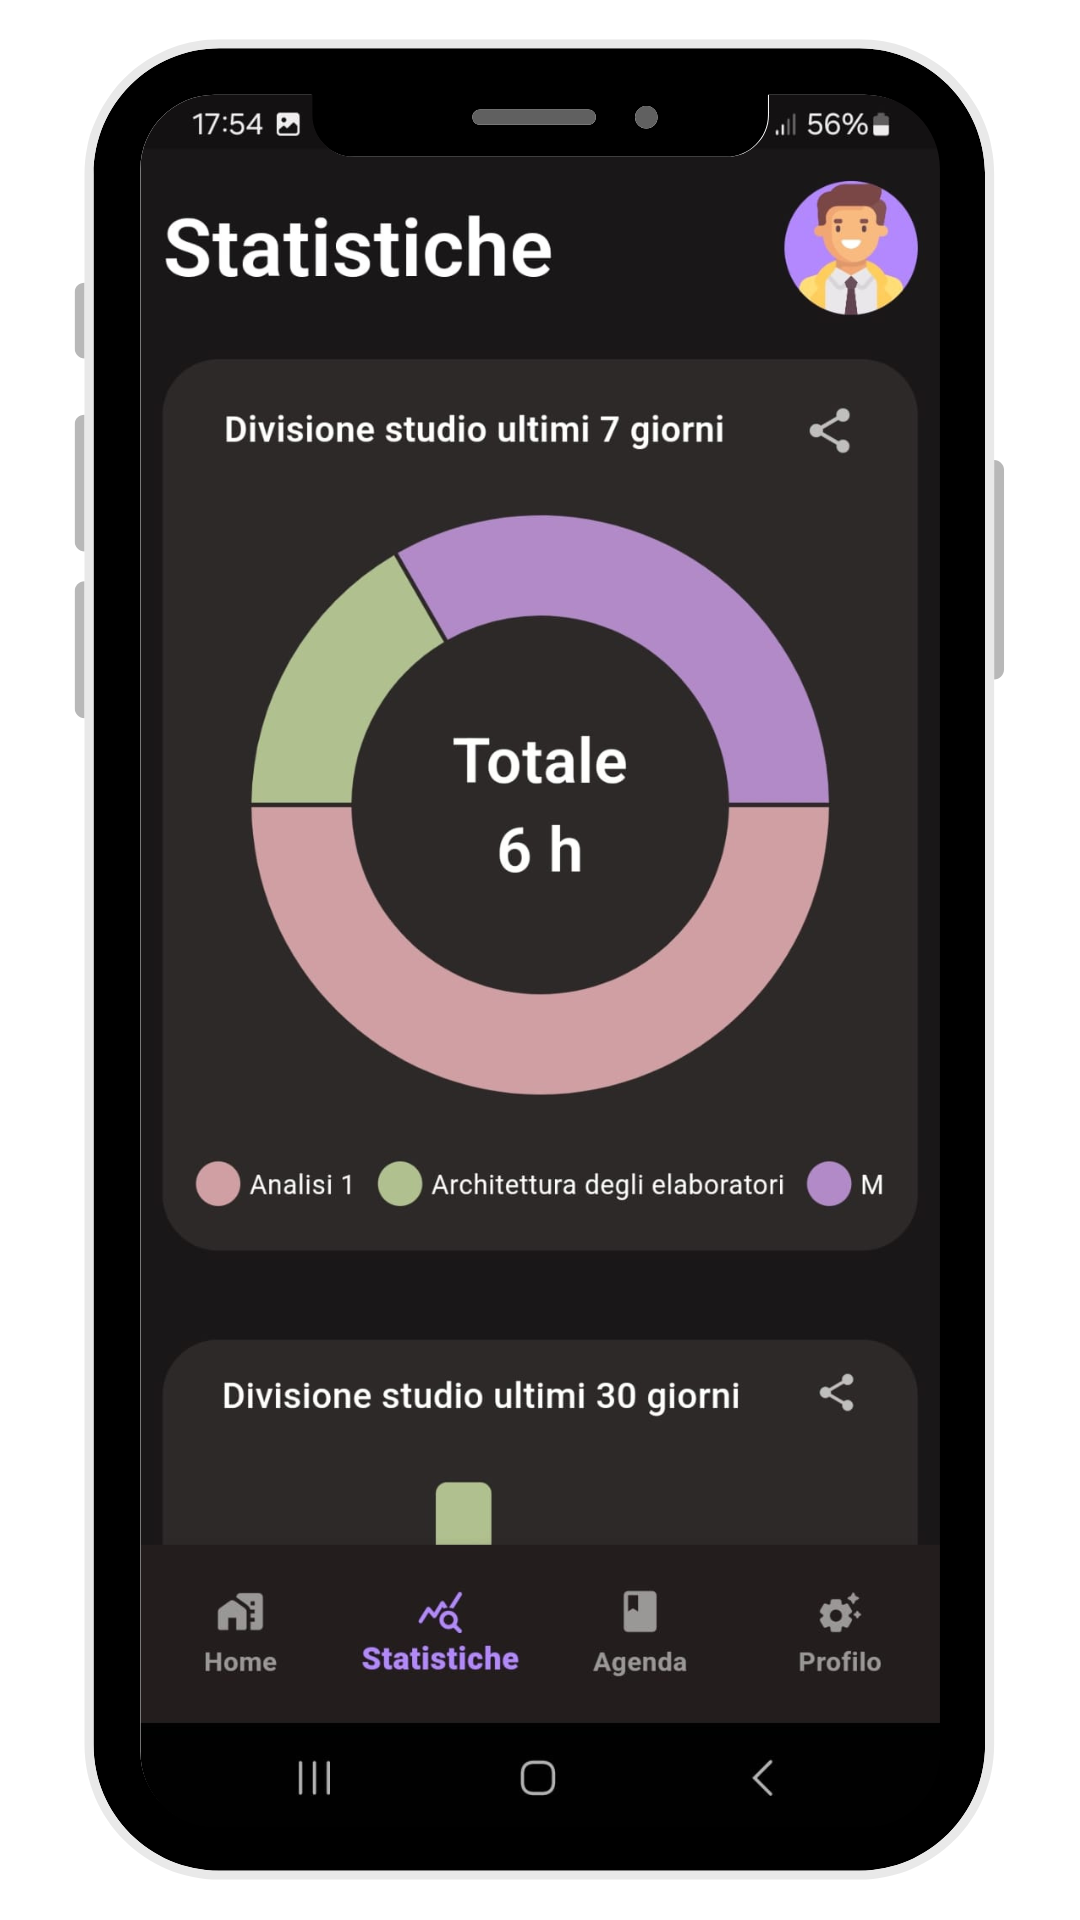 17:54
56%
Statistiche
Divisione studio ultimi 7 giorni
Totale
6 h
Analisi 1
Architettura degli elaboratori
M
Divisione studio ultimi 30 giorni
Home
Statistiche
Agenda
Profilo